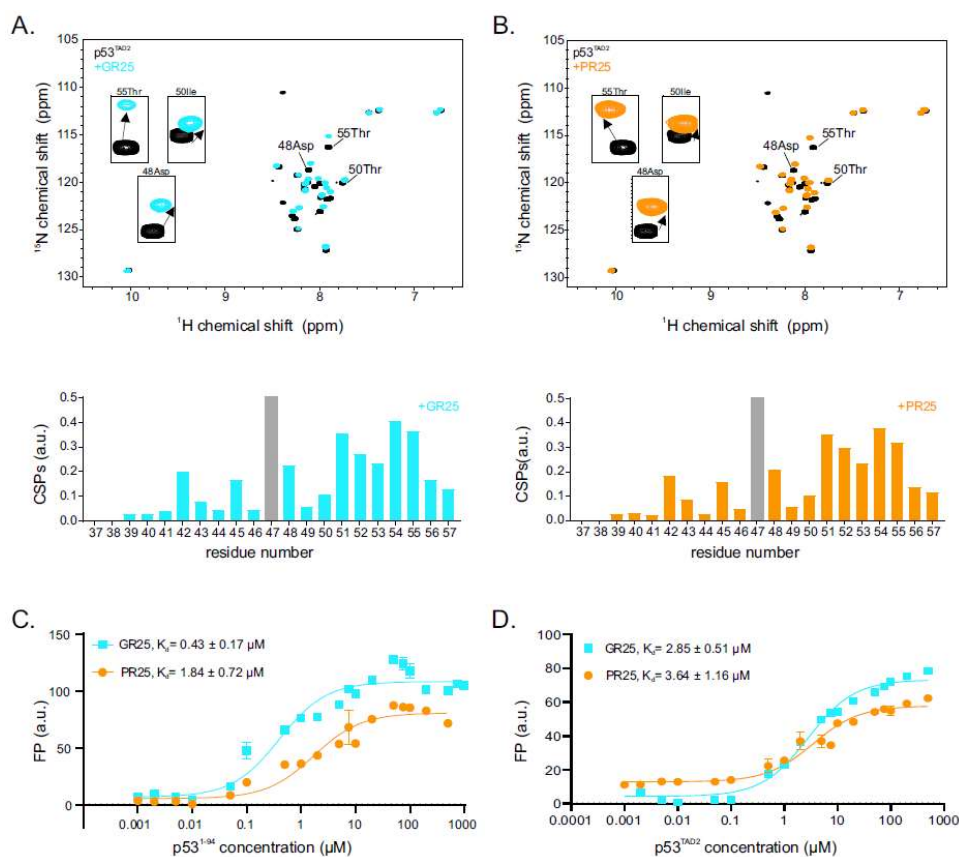 A.
p53ᵀᴬᴰ²
+GR25
55Thr
50Ile
48Asp
48Asp
55Thr
50Thr
105
110
115
120
125
130
¹⁵N chemical shift (ppm)
10
9
8
7
¹H chemical shift (ppm)
B.
p53ᵀᴬᴰ²
+PR25
55Thr
50Ile
48Asp
48Asp
55Thr
50Thr
105
110
115
120
125
130
¹⁵N chemical shift (ppm)
10
9
8
7
¹H chemical shift (ppm)
+GR25
0.5
0.4
0.3
0.2
0.1
0.0
CSPs (a.u.)
37 38 39 40 41 42 43 44 45 46 47 48 49 50 51 52 53 54 55 56 57
residue number
+PR25
0.5
0.4
0.3
0.2
0.1
0.0
CSPs(a.u.)
37 38 39 40 41 42 43 44 45 46 47 48 49 50 51 52 53 54 55 56 57
residue number
C.
150
100
50
0
FP (a.u.)
GR25, Kd= 0.43 ± 0.17 µM
PR25, Kd= 1.84 ± 0.72 µM
0.001 0.01 0.1 1 10 100 1000
p53¹⁻⁹⁴ concentration (µM)
D.
100
80
60
40
20
0
FP (a.u.)
GR25, Kd= 2.85 ± 0.51 µM
PR25, Kd= 3.64 ± 1.16 µM
0.0001 0.001 0.01 0.1 1 10 100 1000
p53ᵀᴬᴰ² concentration (µM)